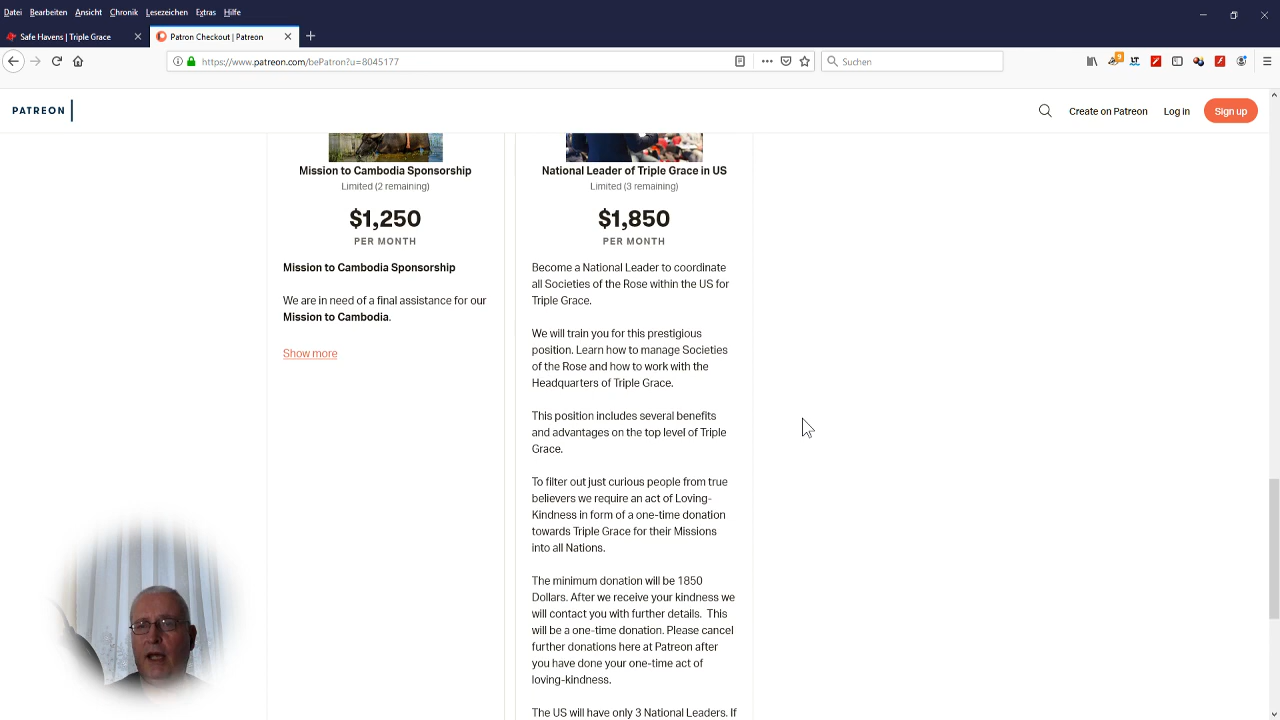 Datei Bearbeiten Ansicht Chronik Lesezeichen Extras Hilfe
Safe Havens | Triple Grace
Patron Checkout | Patreon
https://www.patreon.com/bePatron?u=8045177
Suchen
PATREON
Create on Patreon
Log in
Sign up
Mission to Cambodia Sponsorship
Limited (2 remaining)
$1,250
PER MONTH
Mission to Cambodia Sponsorship
We are in need of a final assistance for our
Mission to Cambodia.
Show more
National Leader of Triple Grace in US
Limited (3 remaining)
$1,850
PER MONTH
Become a National Leader to coordinate
all Societies of the Rose within the US for
Triple Grace.
We will train you for this prestigious
position. Learn how to manage Societies
of the Rose and how to work with the
Headquarters of Triple Grace.
This position includes several benefits
and advantages on the top level of Triple
Grace.
To filter out just curious people from true
believers we require an act of Loving-
Kindness in form of a one-time donation
towards Triple Grace for their Missions
into all Nations.
The minimum donation will be 1850
Dollars. After we receive your kindness we
will contact you with further details.  This
will be a one-time donation. Please cancel
further donations here at Patreon after
you have done your one-time act of
loving-kindness.
The US will have only 3 National Leaders. If